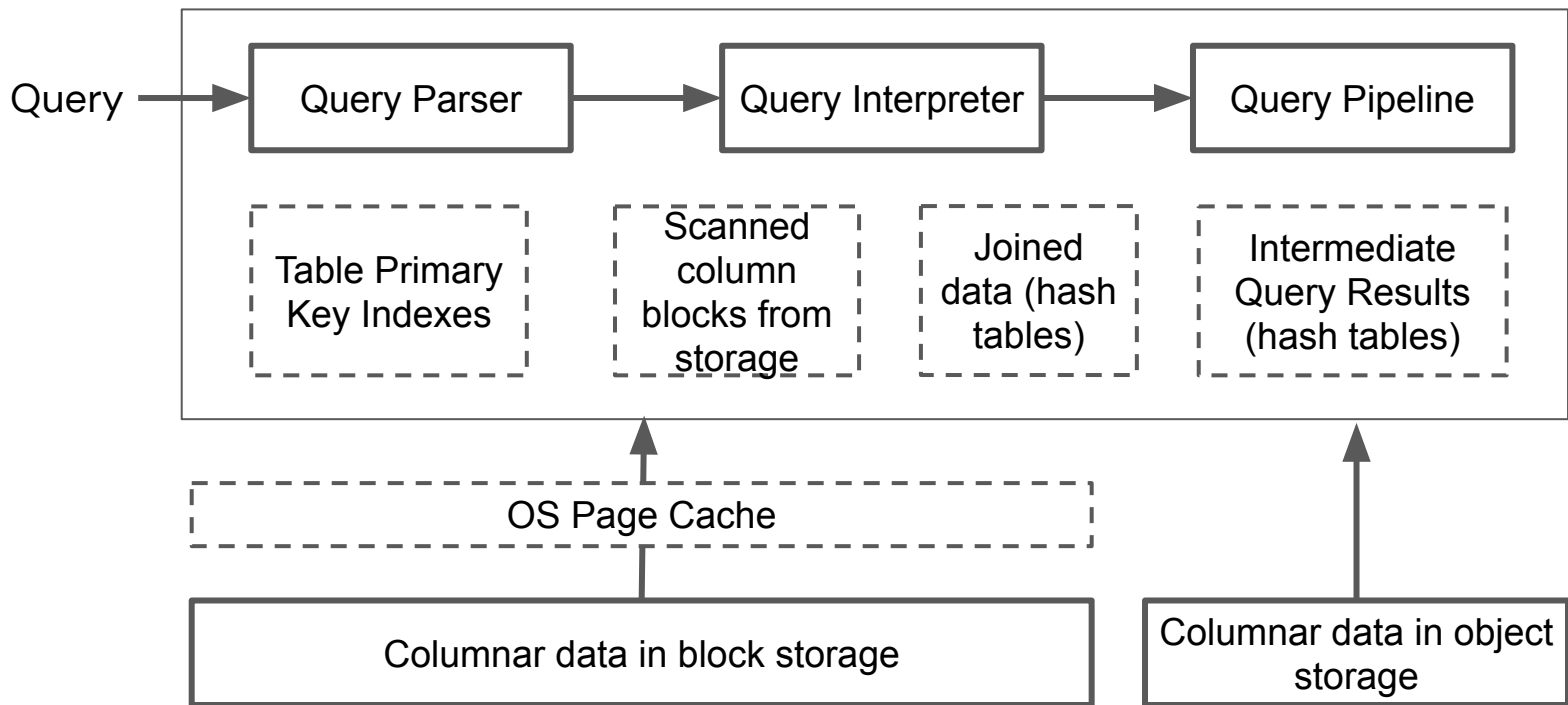 Query
Query Parser
Query Interpreter
Query Pipeline
Table Primary
Key Indexes
Scanned
column
blocks from
storage
Joined
data (hash
tables)
Intermediate
Query Results
(hash tables)
OS Page Cache
Columnar data in block storage
Columnar data in object
storage